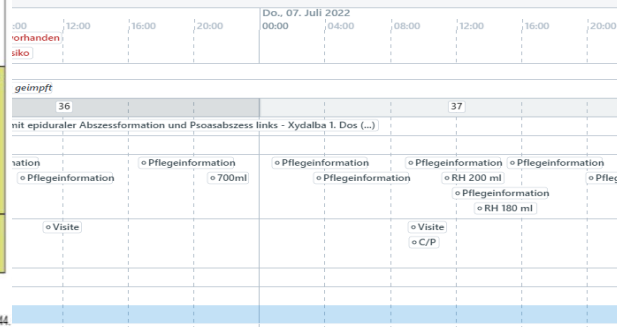 Do., 07. Juli 2022
:00 12:00 16:00 20:00 00:00 04:00 08:00 12:00 16:00 20:00
vorhanden
siko
geimpft
36 37
mit epiduraler Abszessformation und Psoasabszess links - Xydalba 1. Dos (...)
nation Pflegeinformation Pflegeinformation Pflegeinformation Pflegeinformation
Pflegeinformation 700ml Pflegeinformation RH 200 ml Pfleg
Pflegeinformation
RH 180 ml
Visite Visite
C/P
44.